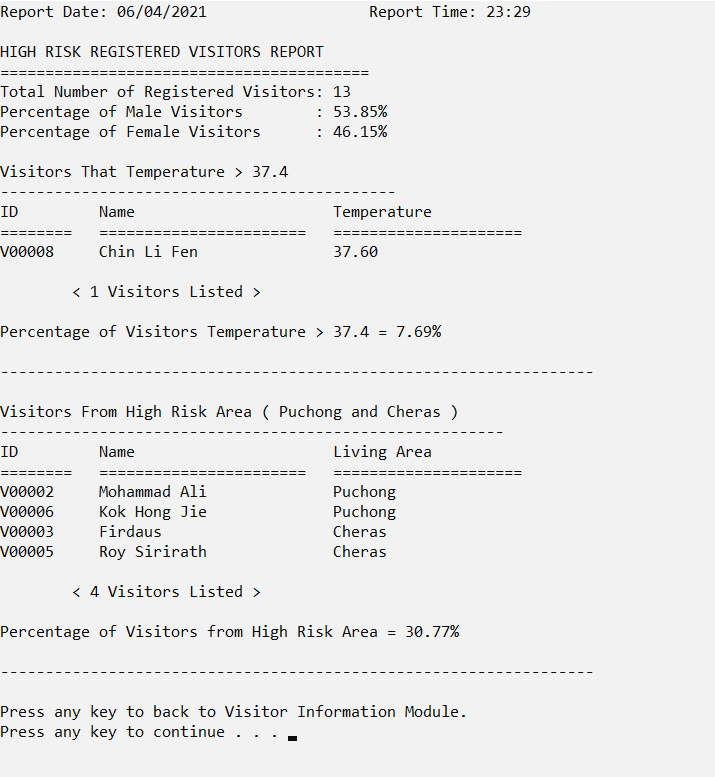 Report Date: 06/04/2021                  Report Time: 23:29
HIGH RISK REGISTERED VISITORS REPORT
=========================================
Total Number of Registered Visitors: 13
Percentage of Male Visitors        : 53.85%
Percentage of Female Visitors      : 46.15%
Visitors That Temperature > 37.4
--------------------------------------------
ID         Name                      Temperature
========   =======================   =====================
V00008     Chin Li Fen               37.60
< 1 Visitors Listed >
Percentage of Visitors Temperature > 37.4 = 7.69%
------------------------------------------------------------------
Visitors From High Risk Area ( Puchong and Cheras )
--------------------------------------------------------
ID         Name                      Living Area
========   =======================   =====================
V00002     Mohammad Ali              Puchong
V00006     Kok Hong Jie              Puchong
V00003     Firdaus                   Cheras
V00005     Roy Sirirath              Cheras
< 4 Visitors Listed >
Percentage of Visitors from High Risk Area = 30.77%
------------------------------------------------------------------
Press any key to back to Visitor Information Module.
Press any key to continue . . .